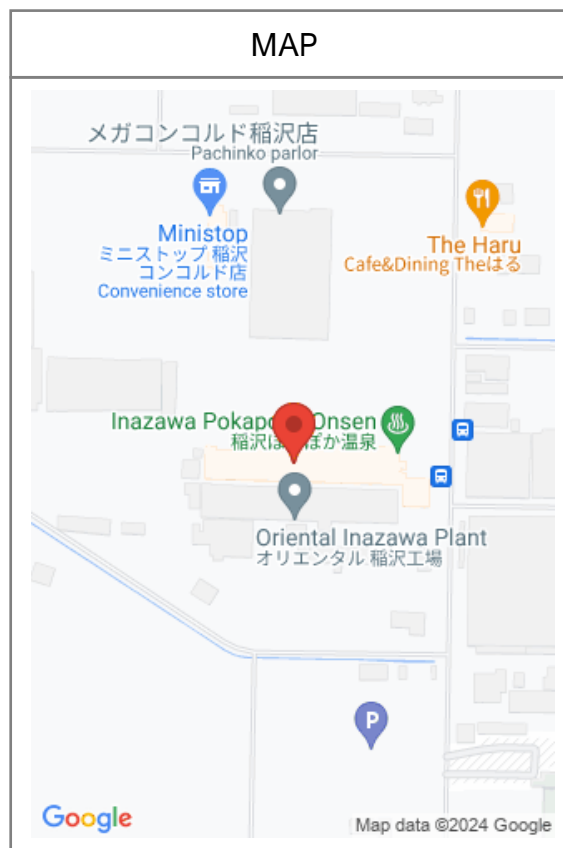 MAP
メガコンコルド稲沢店
Pachinko parlor
Ministop
ミニストップ 稲沢
コンコルド店
Convenience store
The Haru
Cafe&Dining Theはる
Inazawa Onsen
稲沢 ぽか温泉
Oriental Inazawa Plant
オリエンタル 稲沢工場
P
Google
Map data ©2024 Google